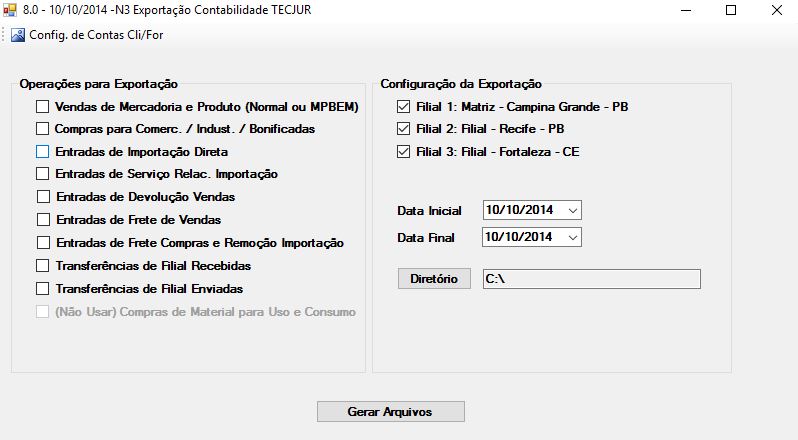 8.0 - 10/10/2014 -N3 Exportação Contabilidade TECJUR
Config. de Contas Cli/For
Operações para Exportação
Vendas de Mercadoria e Produto (Normal ou MPBEM)
Compras para Comerc. / Indust. / Bonificadas
Entradas de Importação Direta
Entradas de Serviço Relac. Importação
Entradas de Devolução Vendas
Entradas de Frete de Vendas
Entradas de Frete Compras e Remoção Importação
Transferências de Filial Recebidas
Transferências de Filial Enviadas
(Não Usar) Compras de Material para Uso e Consumo
Configuração da Exportação
Filial 1: Matriz - Campina Grande - PB
Filial 2: Filial - Recife - PB
Filial 3: Filial - Fortaleza - CE
Data Inicial 10/10/2014
Data Final 10/10/2014
Diretório C:\
Gerar Arquivos